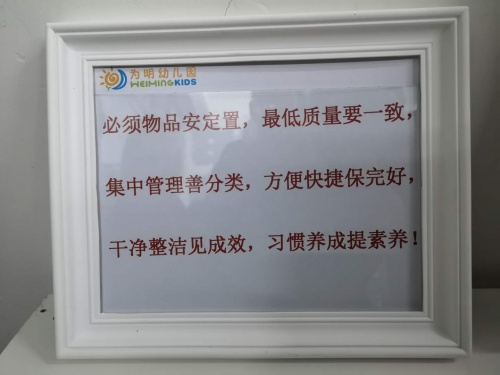 为明幼儿园
WEIMINGKIDS
必须物品安定置，最低质量要一致，
集中管理善分类，方便快捷保完好，
干净整洁见成效，习惯养成提素养！